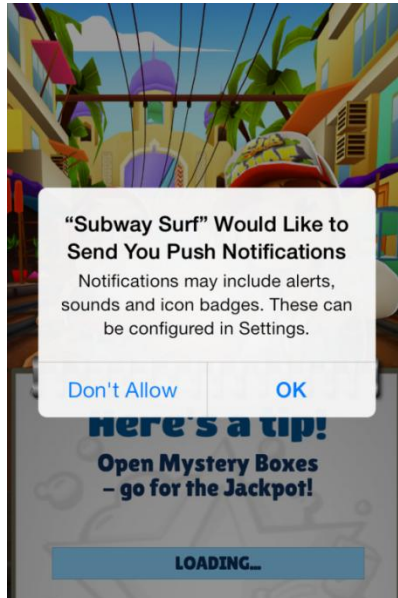 “Subway Surf” Would Like to
Send You Push Notifications
Notifications may include alerts,
sounds and icon badges. These can
be configured in Settings.
Don't Allow
OK
Here's a tip!
Open Mystery Boxes
– go for the Jackpot!
LOADING...